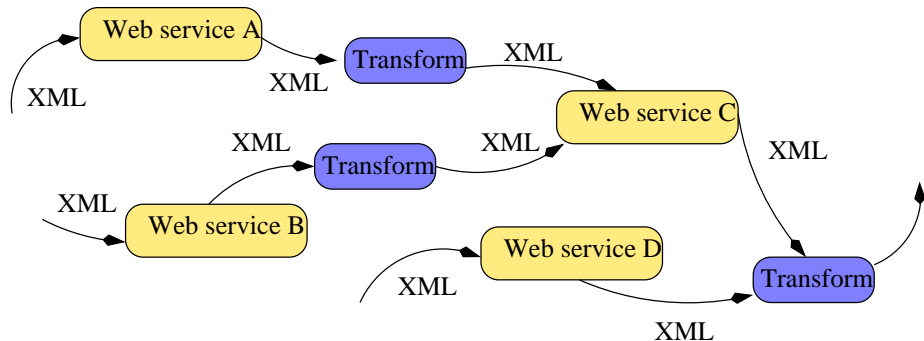 Web service A
XML
XML
Transform
XML
Web service C
XML
XML
Transform
XML
XML
Web service B
XML
Web service D
XML
Transform
XML